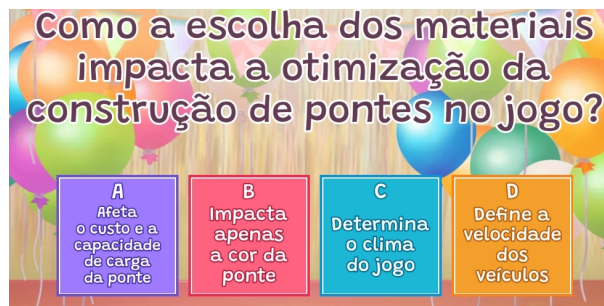 Como a escolha dos materiais
impacta a otimização da
construção de pontes no jogo?
A
Afeta
o custo e a
capacidade
de carga
da ponte
B
Impacta
apenas
a cor da
ponte
C
Determina
o clima
do jogo
D
Define a
velocidade
dos
veículos